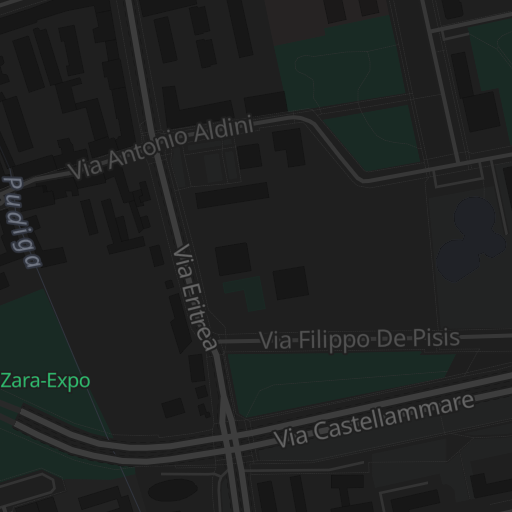 Via Antonio Aldini
Pudiga
Via Eritrea
Via Filippo De Pisis
Zara-Expo
Via Castellammare